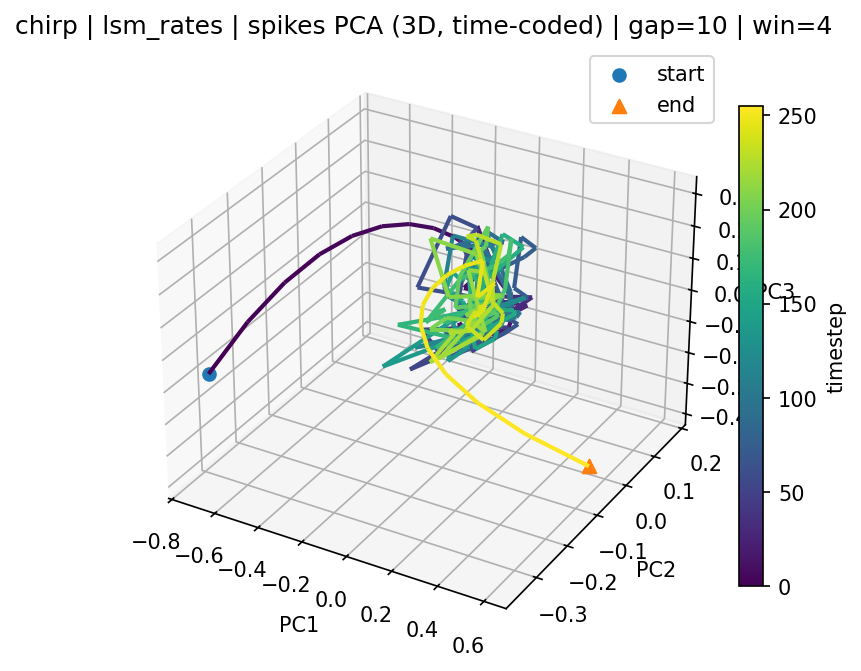 chirp | lsm_rates | spikes PCA (3D, time-coded) | gap=10 | win=4
start
end
250
200
150
100
50
0
timestep
PC3
0.2
0.1
0.0
−0.1
−0.2
−0.3
PC2
−0.8
−0.6
−0.4
−0.2
0.0
0.2
0.4
0.6
PC1